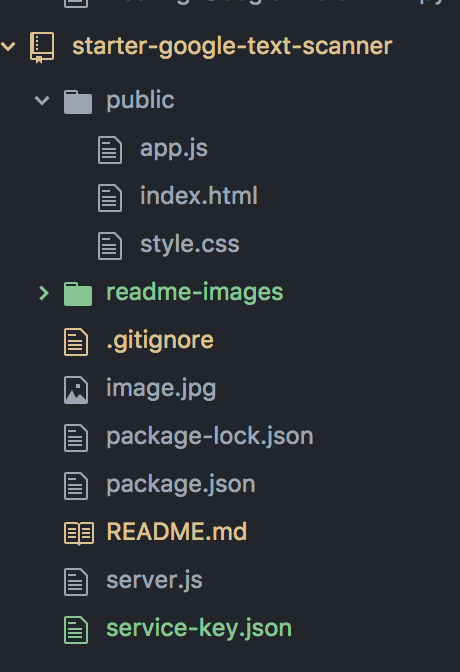 starter-google-text-scanner
public
app.js
index.html
style.css
readme-images
.gitignore
image.jpg
package-lock.json
package.json
README.md
server.js
service-key.json